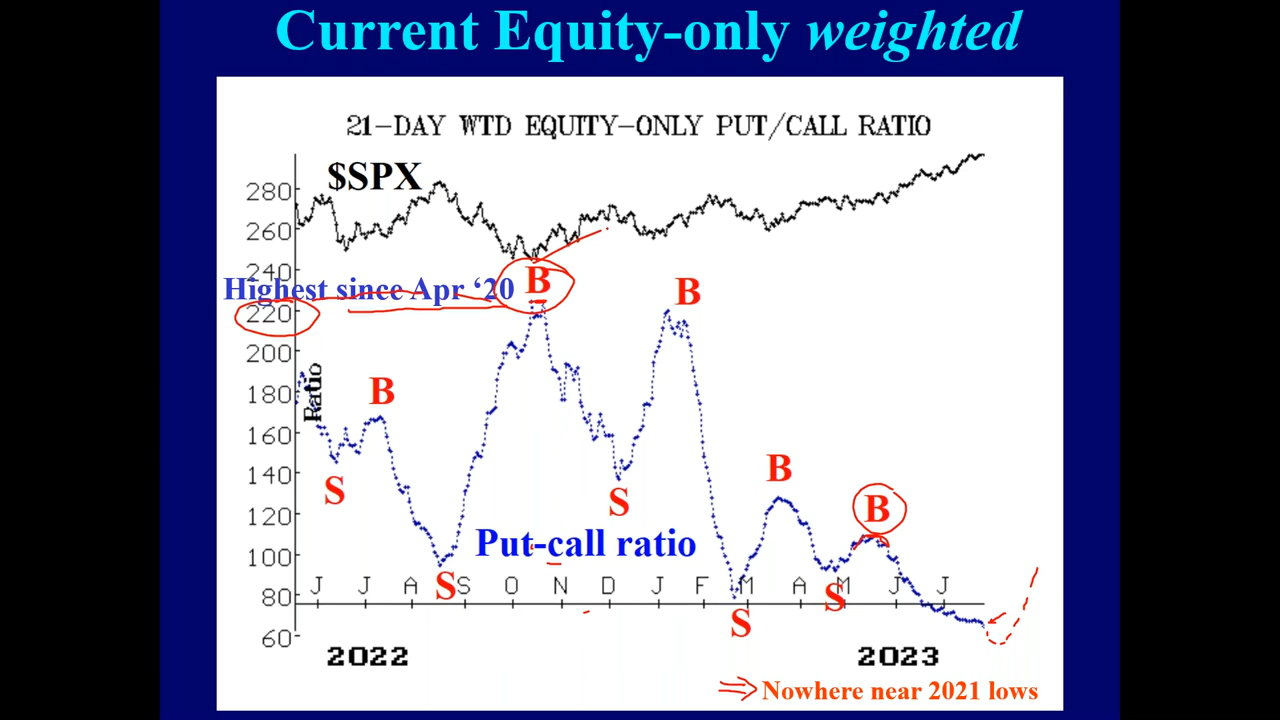 Current Equity-only weighted
21-DAY WTD EQUITY-ONLY PUT/CALL RATIO
$SPX
280
260
240
Highest since Apr ‘20
B
B
220
200
Ratio
180
B
160
140
S
B
S
120
B
Put-call ratio
100
J J A S O N D J F M A M J J
S
80
S
S
60
2022
2023
⇒ Nowhere near 2021 lows